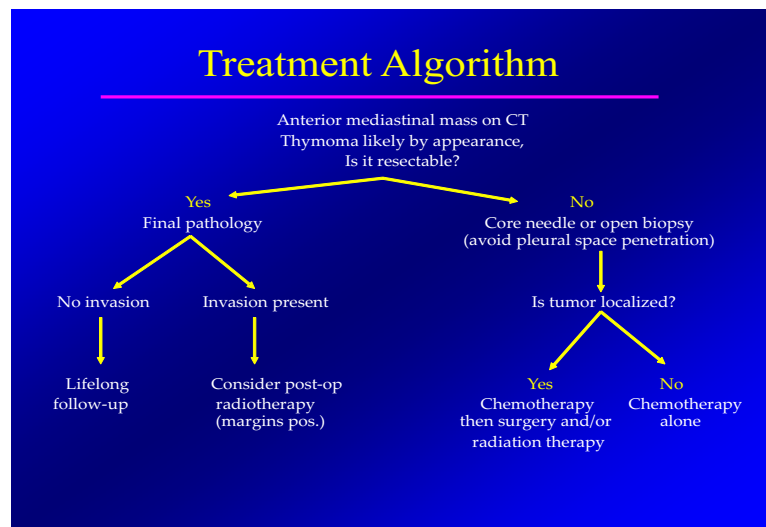 Treatment Algorithm
Anterior mediastinal mass on CT
Thymoma likely by appearance,
Is it resectable?
Yes
Final pathology
No
Core needle or open biopsy
(avoid pleural space penetration)
No invasion
Invasion present
Is tumor localized?
Lifelong
follow-up
Consider post-op
radiotherapy
(margins pos.)
Yes
Chemotherapy
then surgery and/or
radiation therapy
No
Chemotherapy
alone